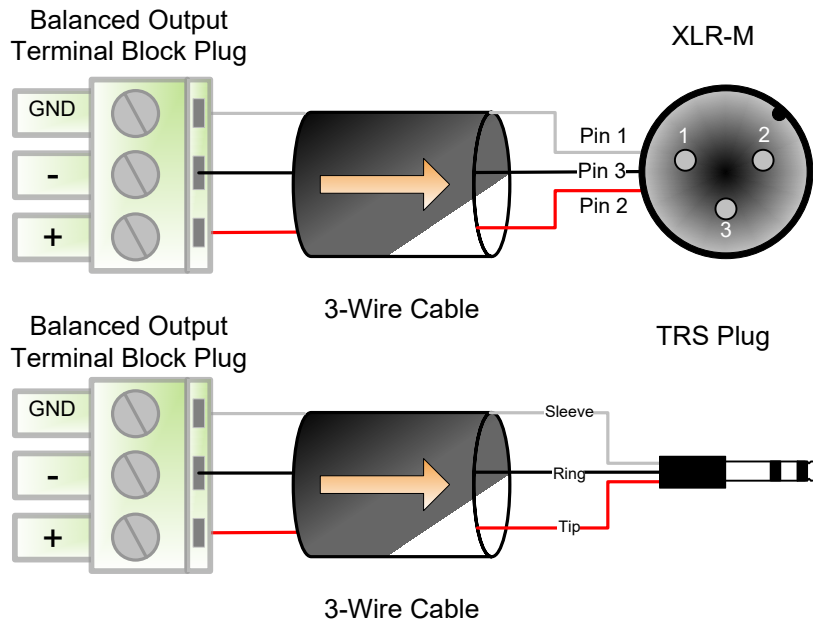 Balanced Output
Terminal Block Plug
XLR-M
GND
-
+
Pin 1
Pin 3
Pin 2
1
2
3
3-Wire Cable
Balanced Output
Terminal Block Plug
TRS Plug
GND
-
+
Sleeve
Ring
Tip
3-Wire Cable